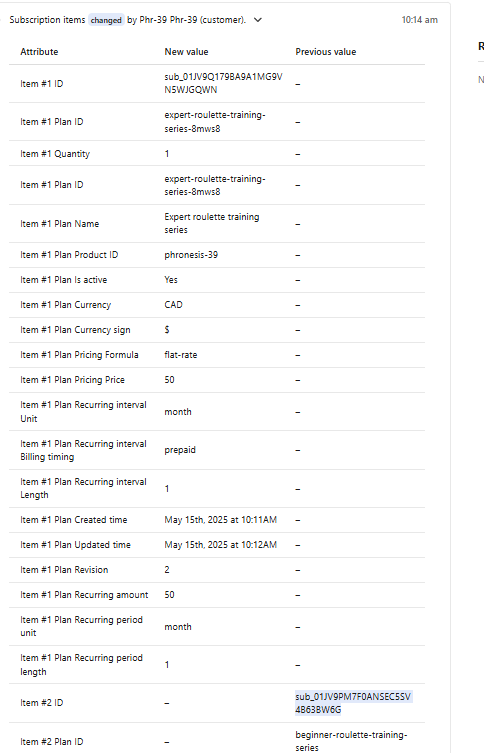 Subscription items changed by Phr-39 Phr-39 (customer). 10:14 am
R
Attribute New value Previous value
N
Item #1 ID sub_01JV9Q179BA9A1MG9V –
N5WJGQWN
Item #1 Plan ID expert-roulette-training- –
series-8mws8
Item #1 Quantity 1 –
Item #1 Plan ID expert-roulette-training- –
series-8mws8
Item #1 Plan Name Expert roulette training –
series
Item #1 Plan Product ID phronesis-39 –
Item #1 Plan Is active Yes –
Item #1 Plan Currency CAD –
Item #1 Plan Currency sign $ –
Item #1 Plan Pricing Formula flat-rate –
Item #1 Plan Pricing Price 50 –
Item #1 Plan Recurring interval month –
Unit
Item #1 Plan Recurring interval prepaid –
Billing timing
Item #1 Plan Recurring interval 1 –
Length
Item #1 Plan Created time May 15th, 2025 at 10:11AM –
Item #1 Plan Updated time May 15th, 2025 at 10:12AM –
Item #1 Plan Revision 2 –
Item #1 Plan Recurring amount 50 –
Item #1 Plan Recurring period month –
unit
Item #1 Plan Recurring period 1 –
length
Item #2 ID – sub_01JV9PM7F0ANSEC5SV
4B63BW6G
Item #2 Plan ID – beginner-roulette-training-
series